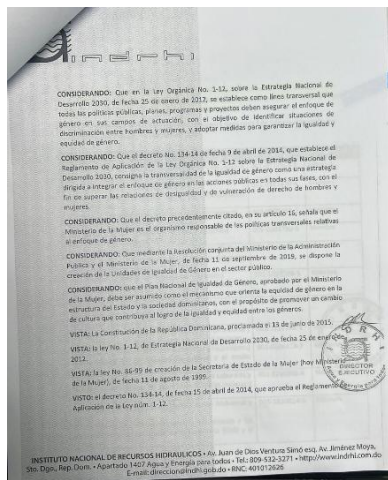 indrhi
CONSIDERANDO: Que en la Ley Orgánica No. 1-12, sobre la Estrategia Nacional de
Desarrollo 2030, de fecha 25 de enero de 2012, se establece como línea transversal que
todas las políticas públicas, planes, programas y proyectos deben asegurar el enfoque de
género en sus campos de actuación, con el objetivo de identificar situaciones de
discriminación entre hombres y mujeres, y adoptar medidas para garantizar la igualdad y
equidad de género.
CONSIDERANDO: Que el decreto No. 134-14 de fecha 9 de abril de 2014, que establece el
Reglamento de Aplicación de la Ley Orgánica No. 1-12 sobre la Estrategia Nacional de
Desarrollo 2030, consigna la transversalidad de la igualdad de género como una estrategia
dirigida a integrar el enfoque de género en las acciones públicas en todas sus fases, con el
fin de superar las relaciones de desigualdad y de vulneración de derecho de hombres y
mujeres.
CONSIDERANDO: Que el decreto precedentemente citado, en su artículo 16, señala que el
Ministerio de la Mujer es el organismo responsable de las políticas transversales relativas
al enfoque de género.
CONSIDERANDO: Que mediante la Resolución conjunta del Ministerio de la Administración
Pública y el Ministerio de la Mujer, de fecha 11 de septiembre de 2019, se dispone la
creación de la Unidades de Igualdad de Género en el sector público.
CONSIDERANDO: que el Plan Nacional de Igualdad de Género, aprobado por el Ministerio
de la Mujer, debe ser asumido como el mecanismo que orienta la equidad de género en la
estructura del Estado y la sociedad dominicana, con el propósito de promover un cambio
de cultura que contribuya al logro de la igualdad y equidad entre los géneros.
VISTA: La Constitución de la República Dominicana, proclamada el 13 de junio de 2015.
VISTA: la ley No. 1-12, de Estrategia Nacional de Desarrollo 2030, de fecha 25 de enero de
2012.
VISTA: la ley No. 86-99 de creación de la Secretaría de Estado de la Mujer (hoy Ministerio
de la Mujer), de fecha 11 de agosto de 1999.
VISTO: el decreto No. 134-14, de fecha 15 de abril de 2014, que aprueba el Reglamento
Aplicación de la Ley núm. 1-12.
INDRHI
DIRECTOR
EJECUTIVO
INSTITUTO NACIONAL DE RECURSOS HIDRAULICOS • Av. Juan de Dios Ventura Simó esq. Av. Jiménez Moya,
Sto. Dgo., Rep. Dom. • Apartado 1407 Agua y Energía para todos • Tel.: 809-532-3271 • http://www.indrhi.com.do
E-mail: direccion@indrhi.gob.do • RNC: 401012626